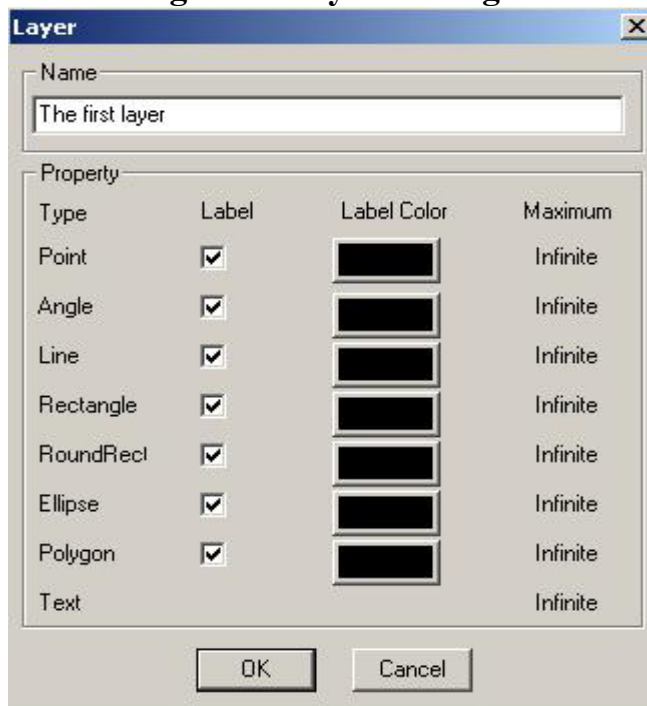 Layer
Name
The first layer
Property
Type Label Label Color Maximum
Point Infinite
Angle Infinite
Line Infinite
Rectangle Infinite
RoundRect Infinite
Ellipse Infinite
Polygon Infinite
Text Infinite
OK Cancel